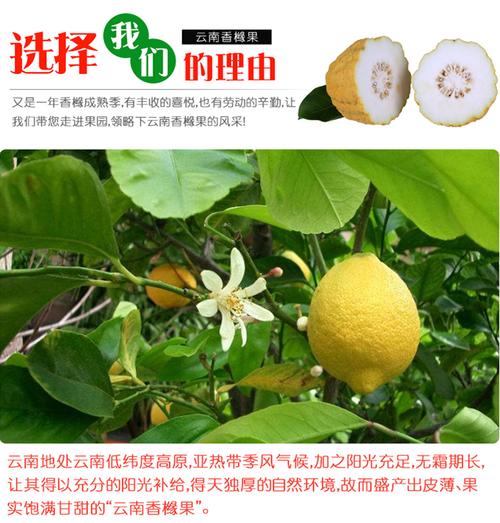 选择我们的理由
云南香橼果
又是一年香橼成熟季,有丰收的喜悦,也有劳动的辛勤,让
我们带您走进果园,领略下云南香橼果的风采!
云南地处云南低纬度高原,亚热带季风气候,加之阳光充足,无霜期长,
让其得以充分的阳光补给,得天独厚的自然环境,故而盛产出皮薄、果
实饱满甘甜的“云南香橼果”。